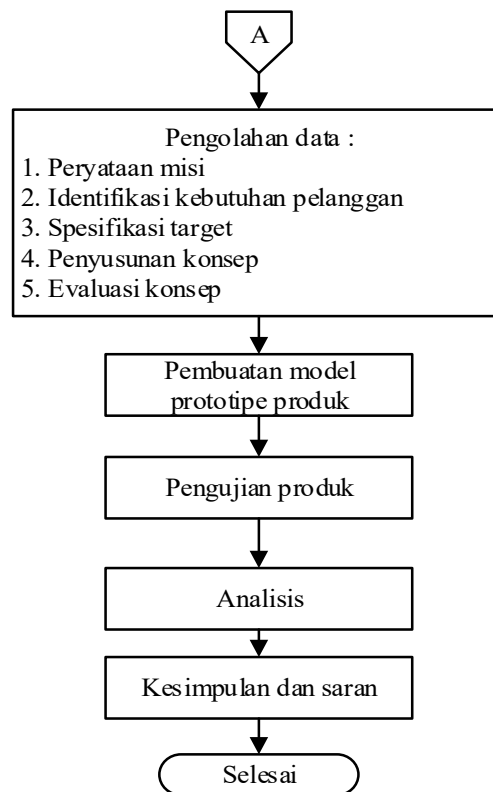 A
Pengolahan data :
1. Peryataan misi
2. Identifikasi kebutuhan pelanggan
3. Spesifikasi target
4. Penyusunan konsep
5. Evaluasi konsep
Pembuatan model
prototipe produk
Pengujian produk
Analisis
Kesimpulan dan saran
Selesai